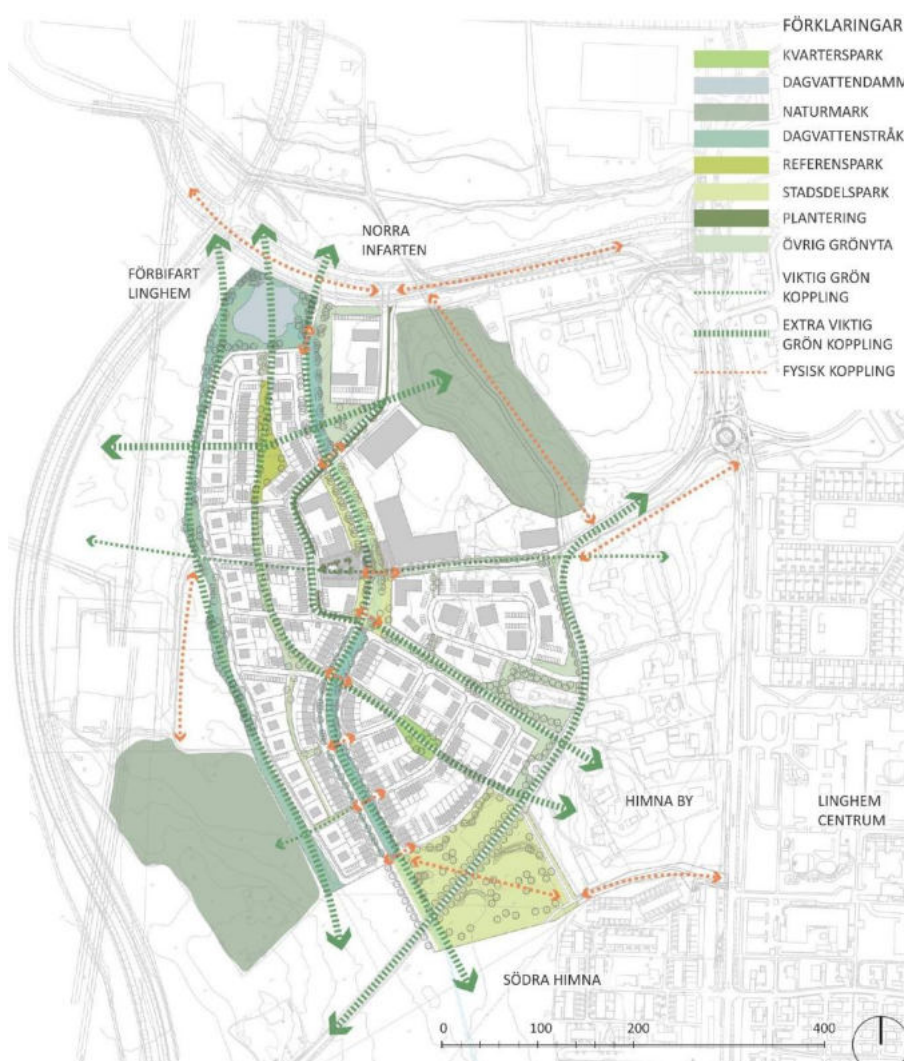 FÖRKLARINGAR
KVARTERSPARK
DAGVATTENDAMM
NATURMARK
DAGVATTENSTRÅK
REFERENSPARK
STADSDELSPARK
PLANTERING
ÖVRIG GRÖNYTA
VIKTIG GRÖN
KOPPLING
EXTRA VIKTIG
GRÖN KOPPLING
FYSISK KOPPLING
NORRA
INFARTEN
FÖRBIFART
LINGHEM
HIMNA BY
LINGHEM
CENTRUM
SÖDRA HIMNA
0 100 200 400